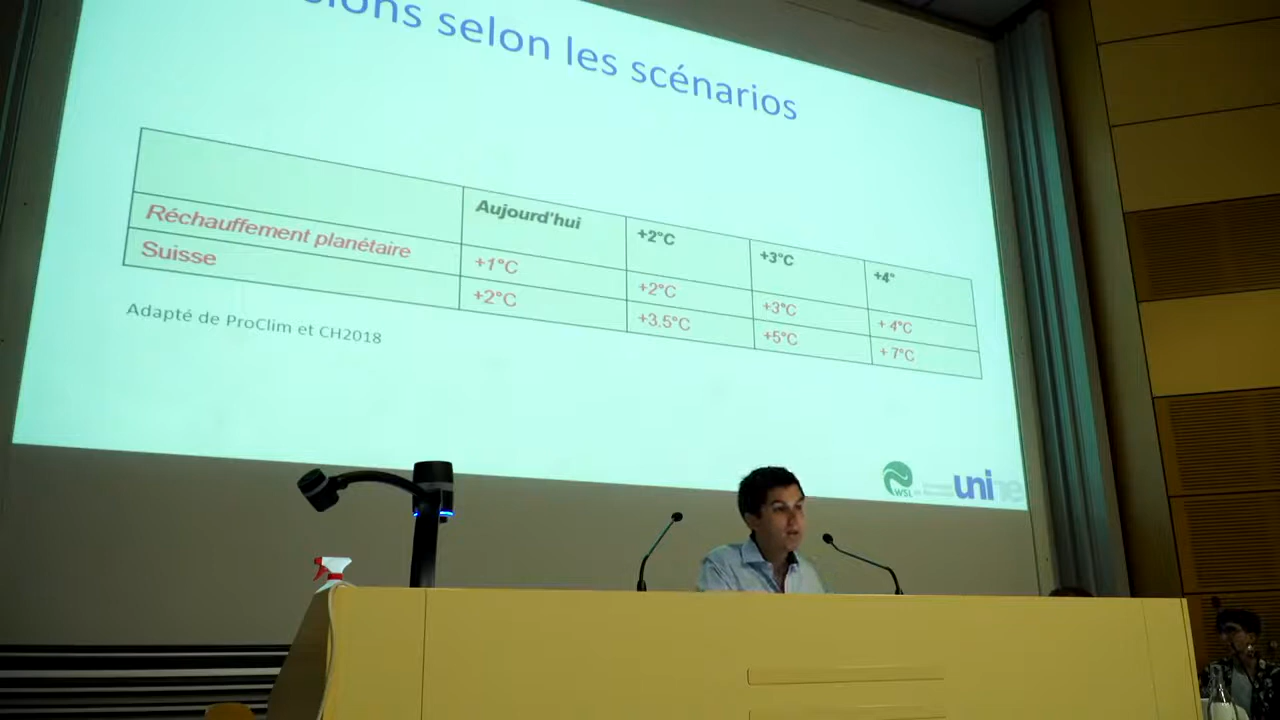 selon les scénarios
Aujourd'hui +2°C +3°C +4°
Réchauffement planétaire +1°C +2°C +3°C + 4°C
Suisse +2°C +3.5°C +5°C + 7°C
Adapté de ProClim et CH2018
WSL
unine